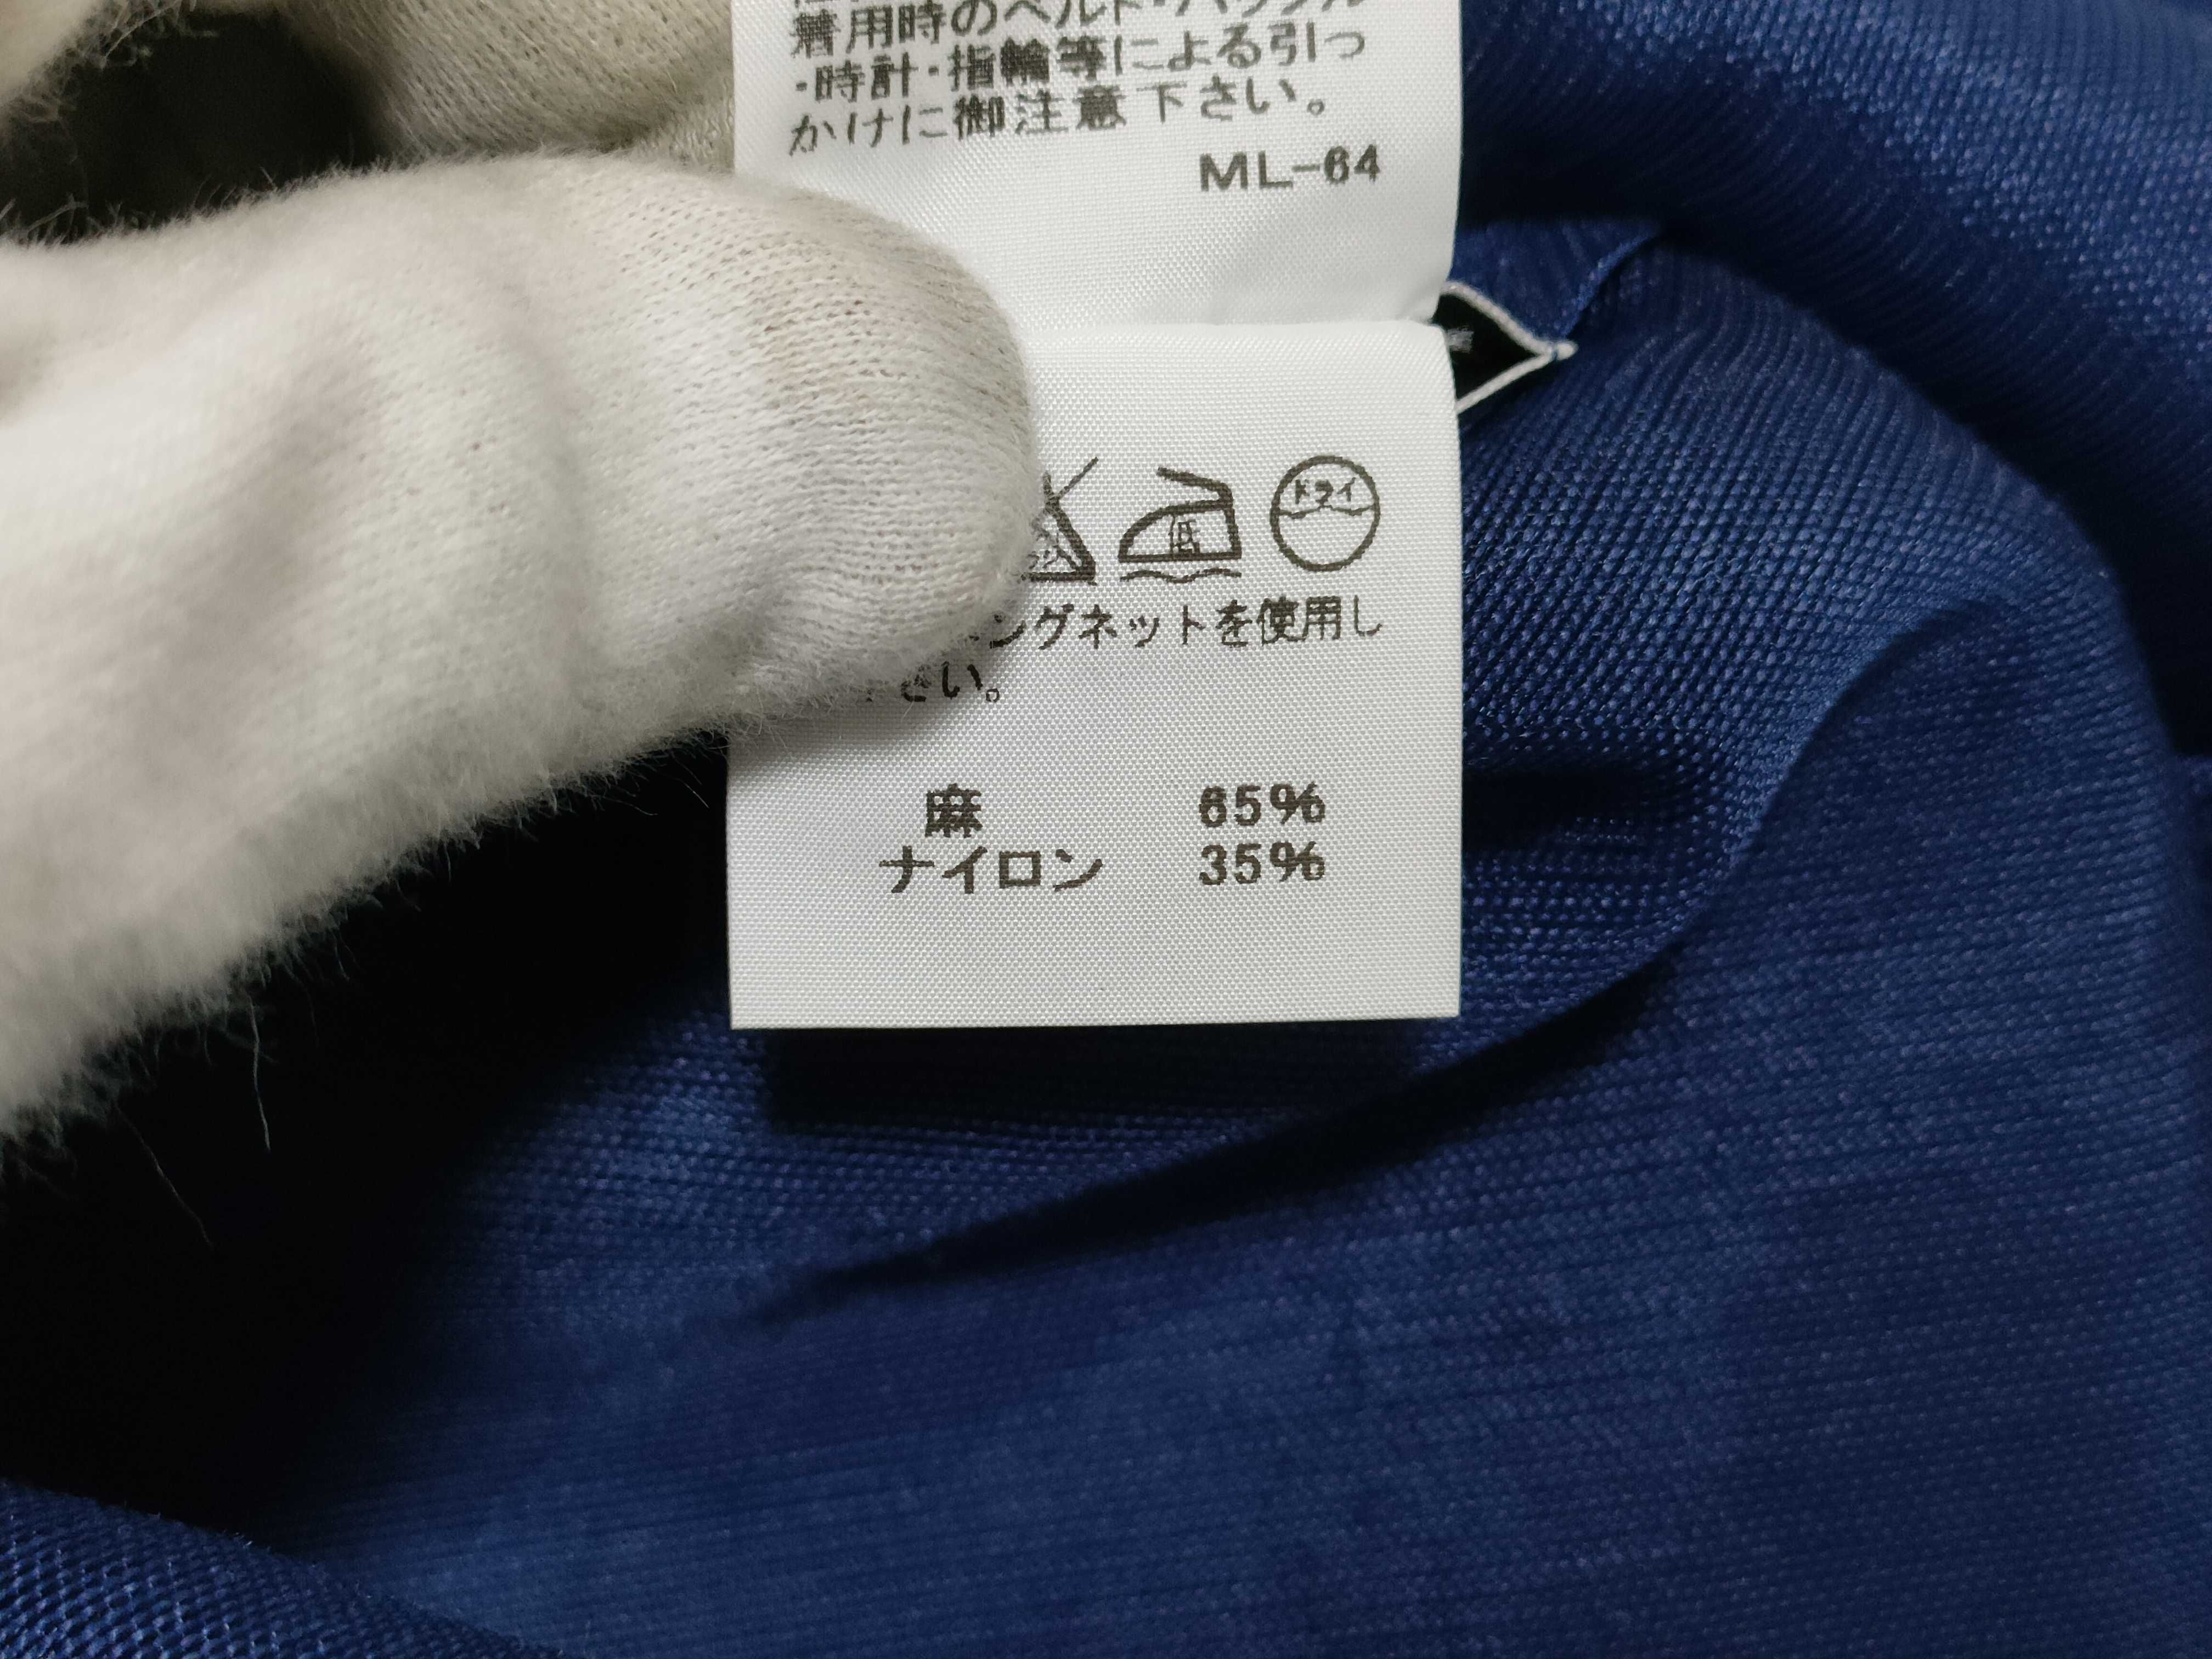 着用時のベルト・バックル
・時計・指輪等による引っ
かけに御注意下さい。
ML-64
低
ドライ
ングネットを使用し
さい。
麻 65%
ナイロン 35%